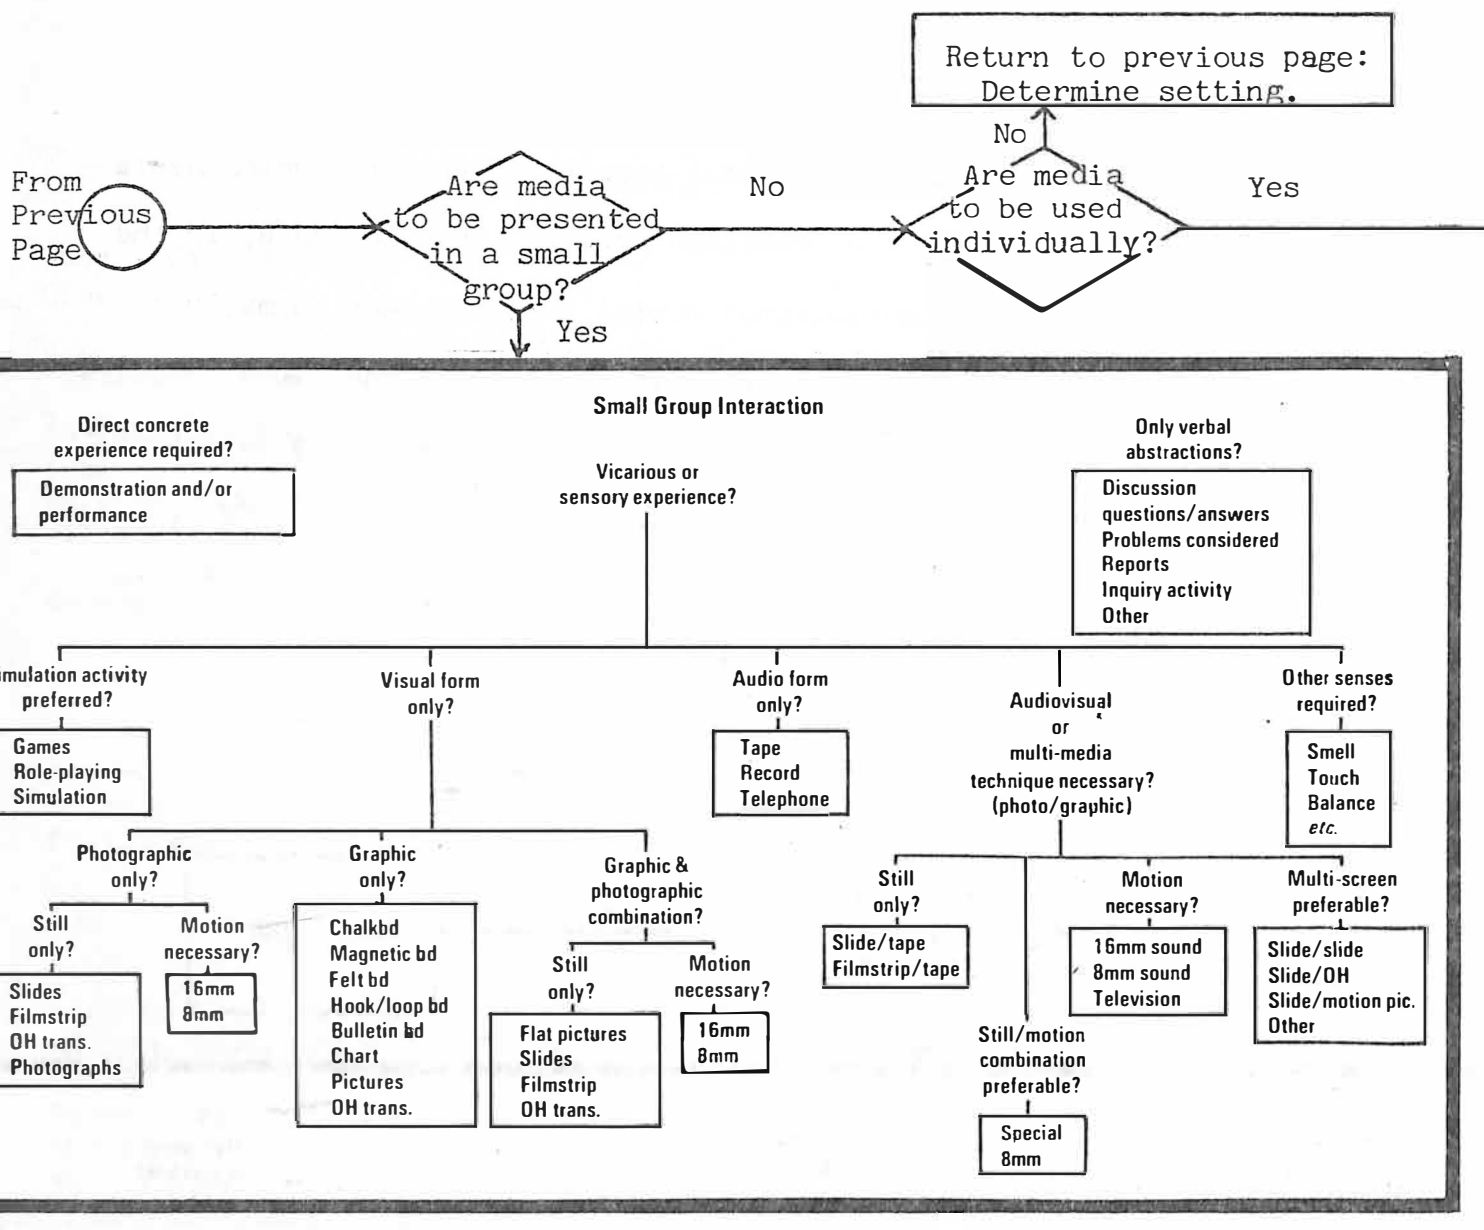 Return to previous page:
Determine setting.
No
From
Previous
Page
Are media
to be presented
in a small
group?
No
Are media
to be used
individually?
Yes
Yes
Small Group Interaction
Direct concrete
experience required?
Demonstration and/or
performance
Vicarious or
sensory experience?
Only verbal
abstractions?
Discussion
questions/answers
Problems considered
Reports
Inquiry activity
Other
imulation activity
preferred?
Games
Role-playing
Simulation
Visual form
only?
Audio form
only?
Tape
Record
Telephone
Audiovisual
or
multi-media
technique necessary?
(photo/graphic)
Other senses
required?
Smell
Touch
Balance
etc.
Photographic
only?
Still
only?
Slides
Filmstrip
OH trans.
Photographs
Motion
necessary?
16mm
8mm
Graphic
only?
Chalkbd
Magnetic bd
Felt bd
Hook/loop bd
Bulletin bd
Chart
Pictures
OH trans.
Graphic &
photographic
combination?
Still
only?
Flat pictures
Slides
Filmstrip
OH trans.
Motion
necessary?
16mm
8mm
Still
only?
Slide/tape
Filmstrip/tape
Still/motion
combination
preferable?
Special
8mm
Motion
necessary?
16mm sound
8mm sound
Television
Multi-screen
preferable?
Slide/slide
Slide/OH
Slide/motion pic.
Other